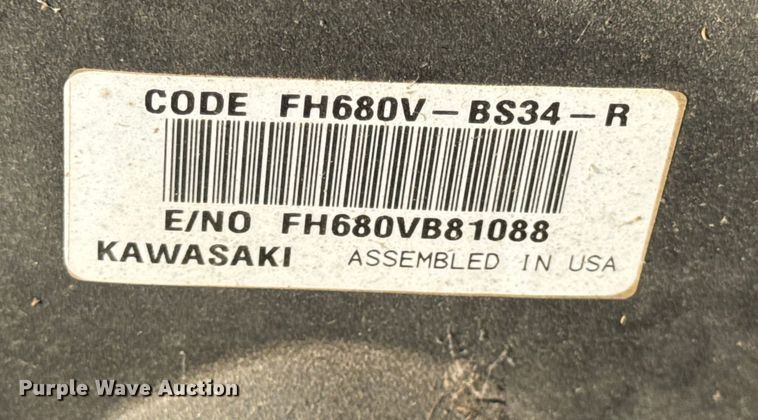 CODE FH680V-BS34-R
E/NO FH680VB81088
KAWASAKI ASSEMBLED IN USA
Purple Wave Auction